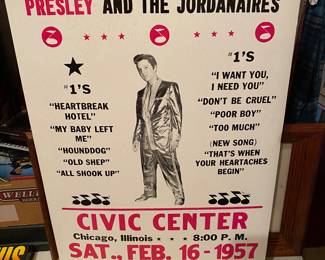 PRESLEY AND THE JORDANAIRES
#1'S
"HEARTBREAK
HOTEL"
"MY BABY LEFT
ME"
"HOUNDDOG"
"OLD SHEP"
"ALL SHOOK UP"
#1'S
"I WANT YOU,
I NEED YOU"
"DON'T BE CRUEL"
"POOR BOY"
"TOO MUCH"
(NEW SONG)
"THAT'S WHEN
YOUR HEARTACHES
BEGIN"
CIVIC CENTER
Chicago, Illinois * * * 8:00 P. M.
SAT., FEB. 16 - 1957
WELL